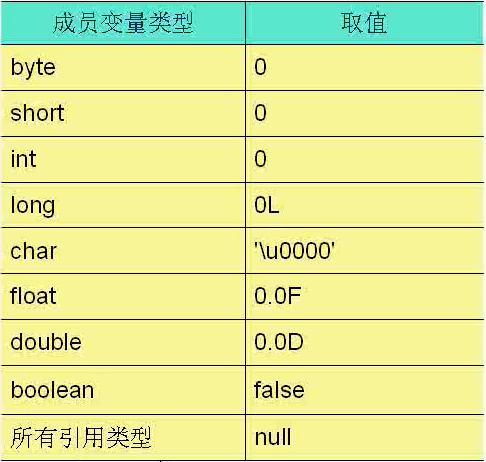 成员变量类型 取值
byte 0
short 0
int 0
long 0L
char '\u0000'
float 0.0F
double 0.0D
boolean false
所有引用类型 null